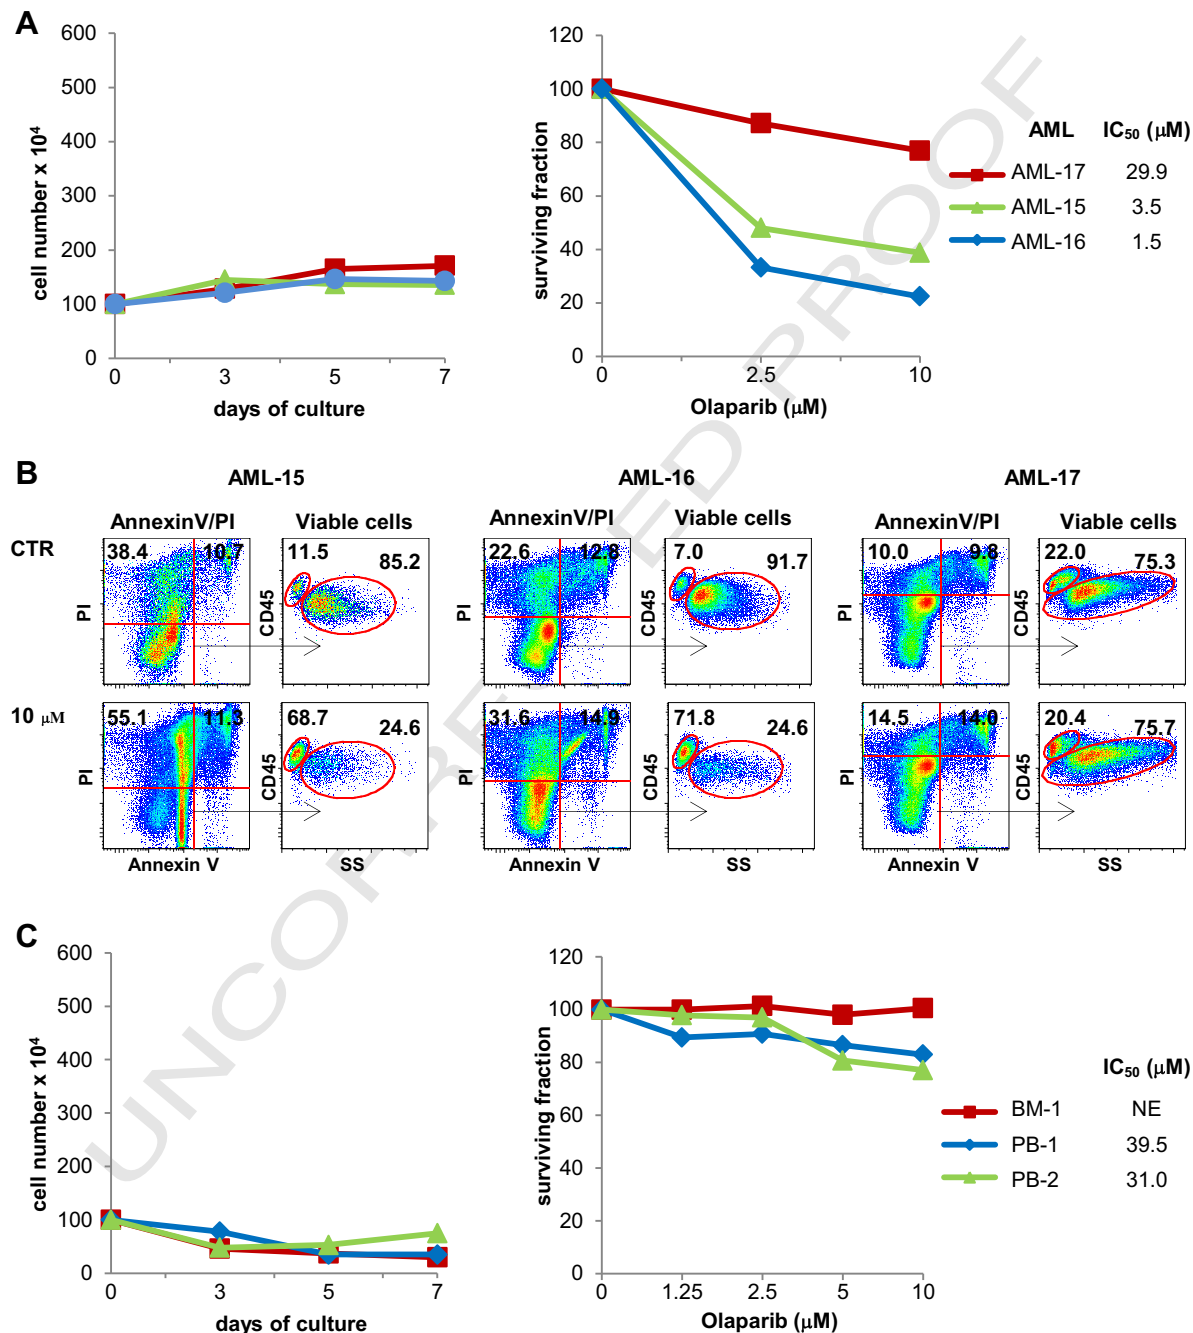 A
600
500
400
300
200
100
0
cell number x 10⁴
0 3 5 7
days of culture
120
100
80
60
40
20
0
surviving fraction
0 2.5 10
Olaparib (μM)
AML IC₅₀ (μM)
AML-17 29.9
AML-15 3.5
AML-16 1.5
B
AML-15 AML-16 AML-17
AnnexinV/PI Viable cells AnnexinV/PI Viable cells AnnexinV/PI Viable cells
CTR
38.4 10.7 11.5 85.2 22.6 12.8 7.0 91.7 10.0 9.8 22.0 75.3
PI CD45 PI CD45 PI CD45
10 μM
55.1 11.3 68.7 24.6 31.6 14.9 71.8 24.6 14.5 14.0 20.4 75.7
PI CD45 PI CD45 PI CD45
Annexin V SS Annexin V SS Annexin V SS
C
600
500
400
300
200
100
0
cell number x 10⁴
0 3 5 7
days of culture
120
100
80
60
40
20
0
surviving fraction
0 1.25 2.5 5 10
Olaparib (μM)
IC₅₀ (μM)
BM-1 NE
PB-1 39.5
PB-2 31.0
UNCORRECTED PROOF